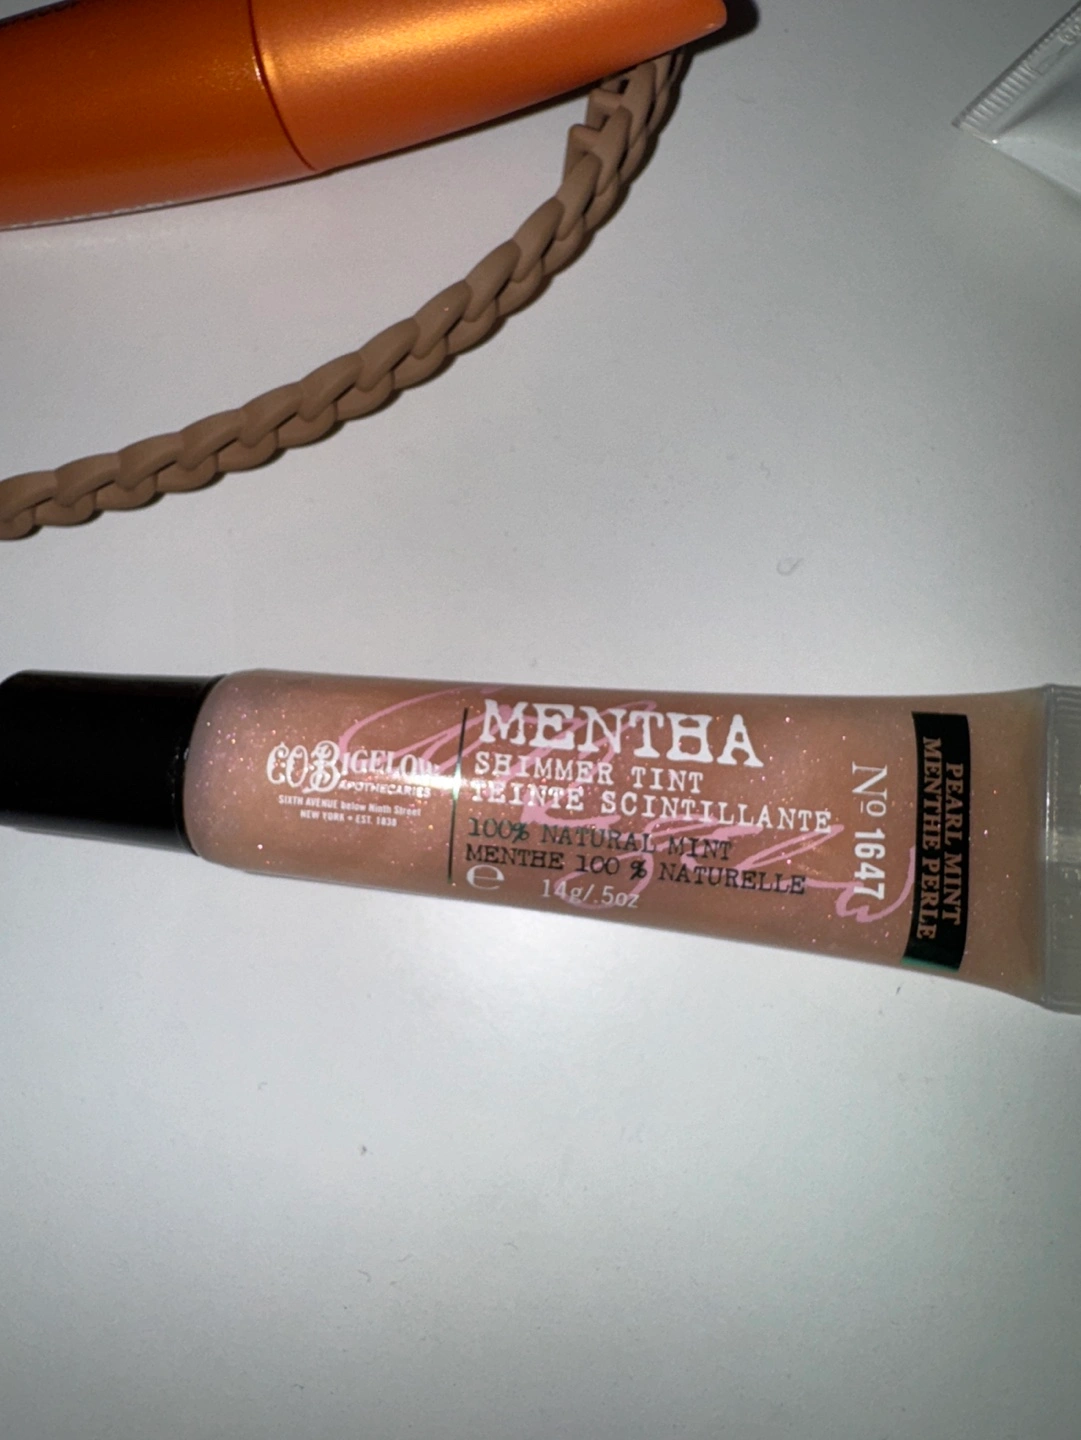 C.O. BIGELOW
APOTHECARIES
SIXTH AVENUE below Ninth Street
NEW YORK • EST. 1838
MENTHA
SHIMMER TINT
TEINTE SCINTILLANTE
100% NATURAL MINT
MENTHE 100 % NATURELLE
e 14g/.5oz
No 1647
PEARL MINT
MENTHE PERLE